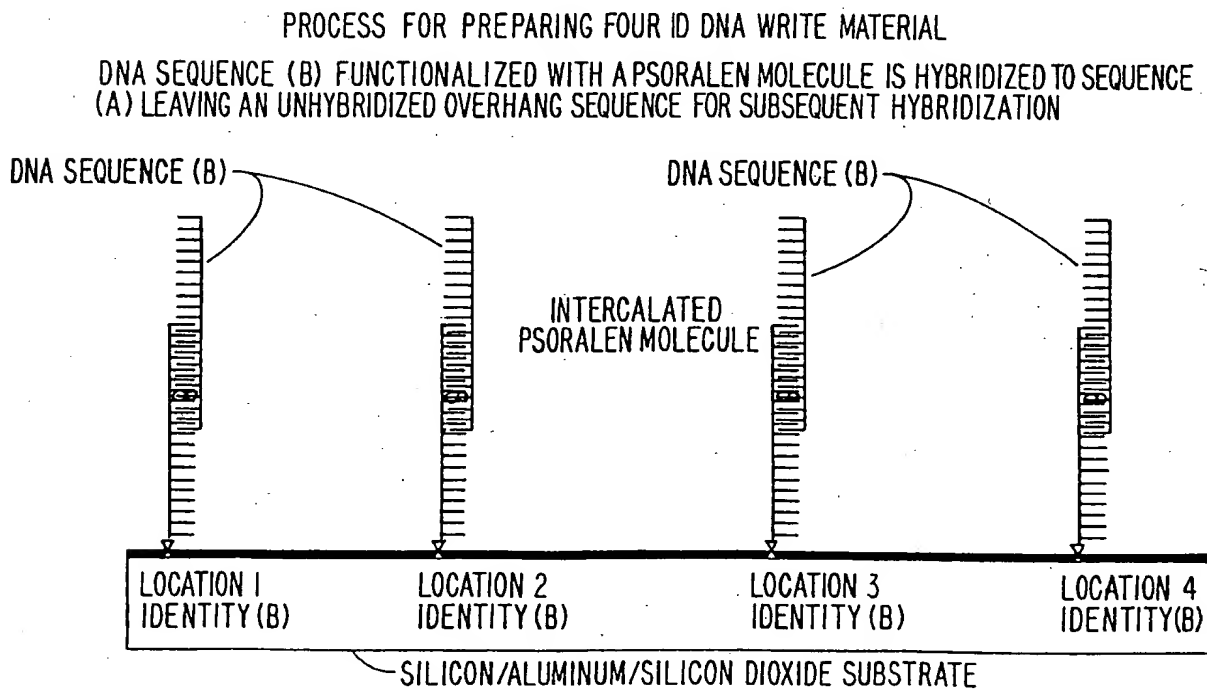 PROCESS FOR PREPARING FOUR ID DNA WRITE MATERIAL
DNA SEQUENCE (B) FUNCTIONALIZED WITH A PSORALEN MOLECULE IS HYBRIDIZED TO SEQUENCE
(A) LEAVING AN UNHYBRIDIZED OVERHANG SEQUENCE FOR SUBSEQUENT HYBRIDIZATION
DNA SEQUENCE (B)
DNA SEQUENCE (B)
INTERCALATED
PSORALEN MOLECULE
LOCATION 1
IDENTITY (B)
LOCATION 2
IDENTITY (B)
LOCATION 3
IDENTITY (B)
LOCATION 4
IDENTITY (B)
SILICON/ALUMINUM/SILICON DIOXIDE SUBSTRATE